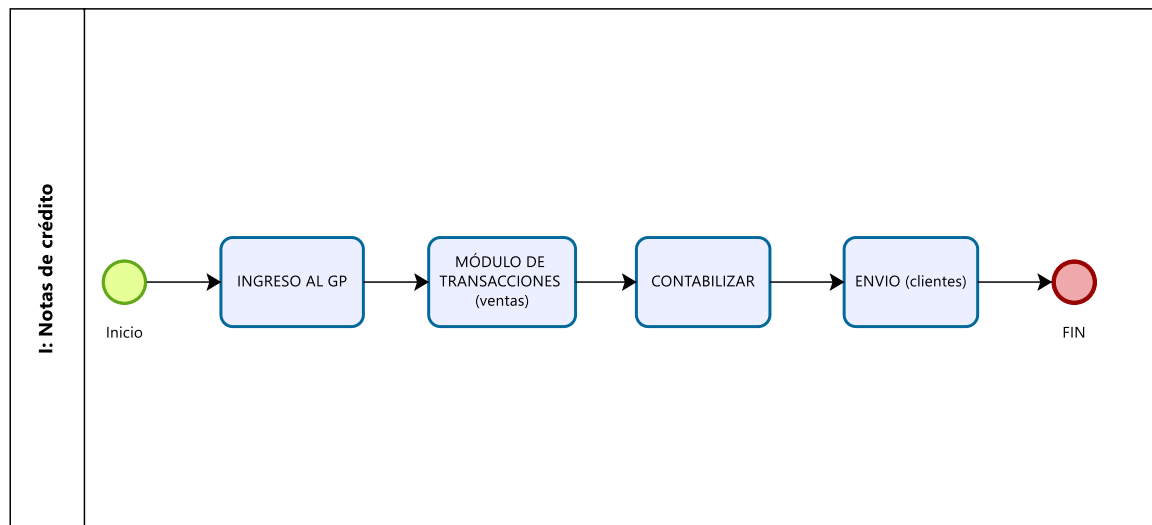 I: Notas de crédito
Inicio
INGRESO AL GP
MÓDULO DE
TRANSACCIONES
(ventas)
CONTABILIZAR
ENVIO (clientes)
FIN